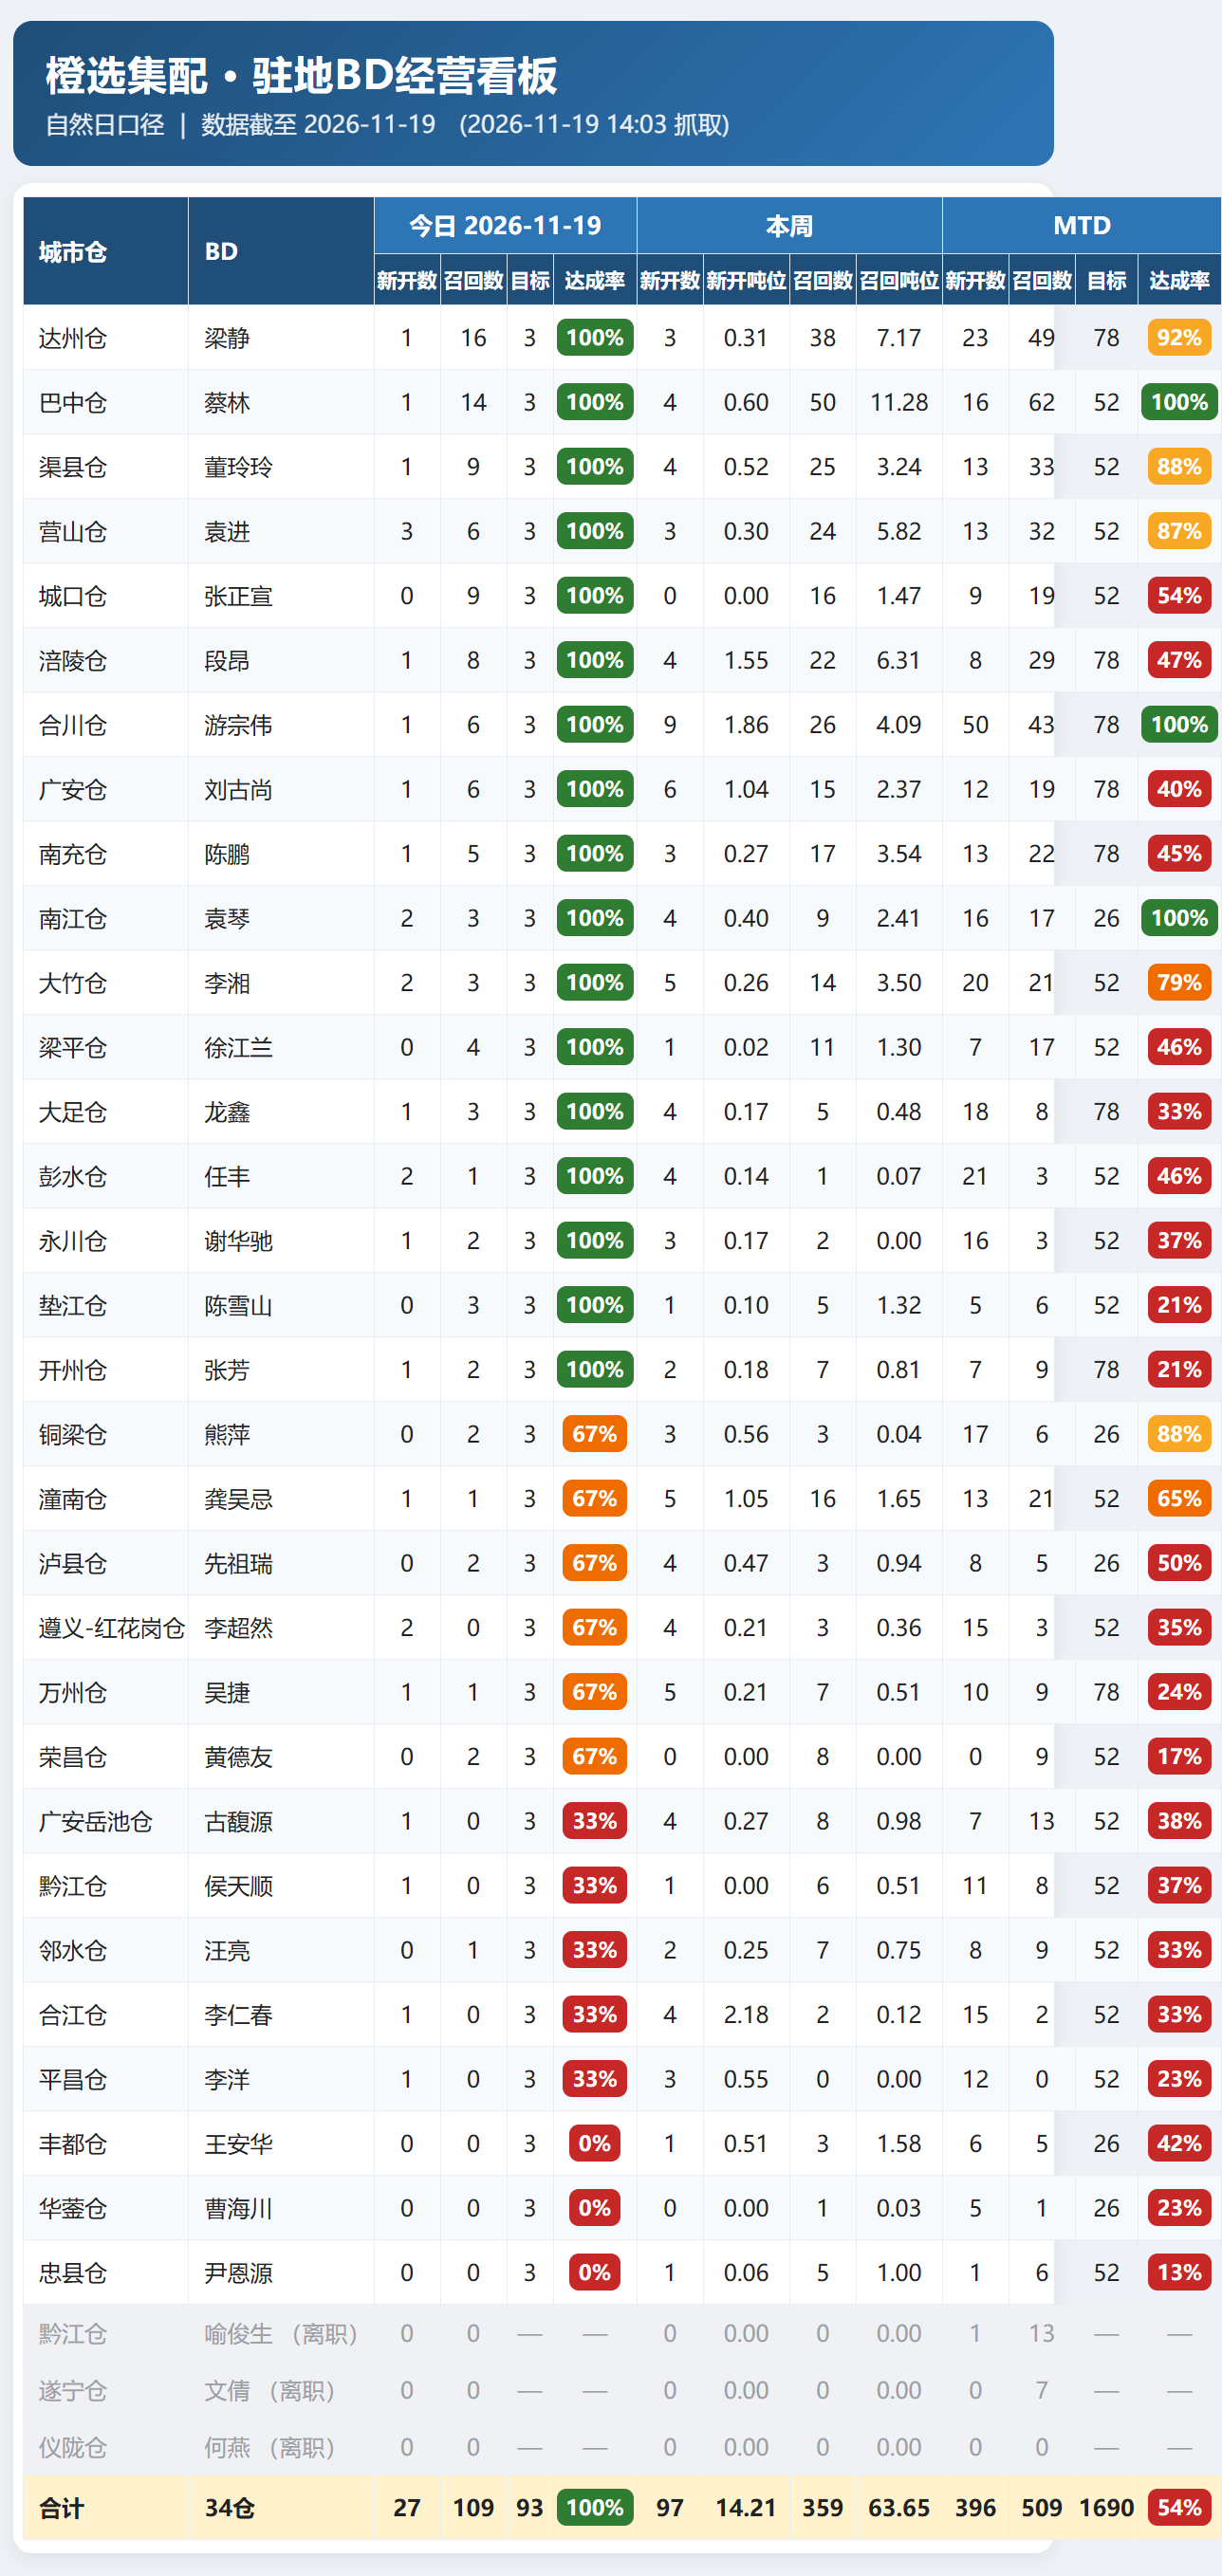 橙选集配 • 驻地BD经营看板
自然日口径 | 数据截至 2026-11-19 (2026-11-19 14:03 抓取)
城市仓 BD 今日 2026-11-19 本周 MTD
新开数 召回数 目标 达成率 新开数 新开吨位 召回数 召回吨位 新开数 召回数 目标 达成率
达州仓 梁静 1 16 3 100% 3 0.31 38 7.17 23 49 78 92%
巴中仓 蔡林 1 14 3 100% 4 0.60 50 11.28 16 62 52 100%
渠县仓 董玲玲 1 9 3 100% 4 0.52 25 3.24 13 33 52 88%
营山仓 袁进 3 6 3 100% 3 0.30 24 5.82 13 32 52 87%
城口仓 张正宣 0 9 3 100% 0 0.00 16 1.47 9 19 52 54%
涪陵仓 段昂 1 8 3 100% 4 1.55 22 6.31 8 29 78 47%
合川仓 游宗伟 1 6 3 100% 9 1.86 26 4.09 50 43 78 100%
广安仓 刘古尚 1 6 3 100% 6 1.04 15 2.37 12 19 78 40%
南充仓 陈鹏 1 5 3 100% 3 0.27 17 3.54 13 22 78 45%
南江仓 袁琴 2 3 3 100% 4 0.40 9 2.41 16 17 26 100%
大竹仓 李湘 2 3 3 100% 5 0.26 14 3.50 20 21 52 79%
梁平仓 徐江兰 0 4 3 100% 1 0.02 11 1.30 7 17 52 46%
大足仓 龙鑫 1 3 3 100% 4 0.17 5 0.48 18 8 78 33%
彭水仓 任丰 2 1 3 100% 4 0.14 1 0.07 21 3 52 46%
永川仓 谢华驰 1 2 3 100% 3 0.17 2 0.00 16 3 52 37%
垫江仓 陈雪山 0 3 3 100% 1 0.10 5 1.32 5 6 52 21%
开州仓 张芳 1 2 3 100% 2 0.18 7 0.81 7 9 78 21%
铜梁仓 熊萍 0 2 3 67% 3 0.56 3 0.04 17 6 26 88%
潼南仓 龚昊忌 1 1 3 67% 5 1.05 16 1.65 13 21 52 65%
泸县仓 先祖瑞 0 2 3 67% 4 0.47 3 0.94 8 5 26 50%
遵义-红花岗仓 李超然 2 0 3 67% 4 0.21 3 0.36 15 3 52 35%
万州仓 吴捷 1 1 3 67% 5 0.21 7 0.51 10 9 78 24%
荣昌仓 黄德友 0 2 3 67% 0 0.00 8 0.00 0 9 52 17%
广安岳池仓 古馥源 1 0 3 33% 4 0.27 8 0.98 7 13 52 38%
黔江仓 侯天顺 1 0 3 33% 1 0.00 6 0.51 11 8 52 37%
邻水仓 汪亮 0 1 3 33% 2 0.25 7 0.75 8 9 52 33%
合江仓 李仁春 1 0 3 33% 4 2.18 2 0.12 15 2 52 33%
平昌仓 李洋 1 0 3 33% 3 0.55 0 0.00 12 0 52 23%
丰都仓 王安华 0 0 3 0% 1 0.51 3 1.58 6 5 26 42%
华蓥仓 曹海川 0 0 3 0% 0 0.00 1 0.03 5 1 26 23%
忠县仓 尹恩源 0 0 3 0% 1 0.06 5 1.00 1 6 52 13%
黔江仓 喻俊生 （离职） 0 0 — — 0 0.00 0 0.00 1 13 — —
遂宁仓 文倩 （离职） 0 0 — — 0 0.00 0 0.00 0 7 — —
仪陇仓 何燕 （离职） 0 0 — — 0 0.00 0 0.00 0 0 — —
合计 34仓 27 109 93 100% 97 14.21 359 63.65 396 509 1690 54%